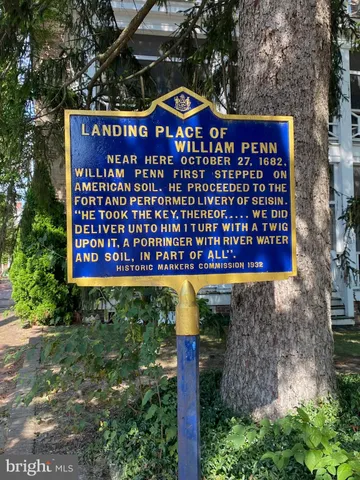 LANDING PLACE OF
WILLIAM PENN
NEAR HERE OCTOBER 27, 1682,
WILLIAM PENN FIRST STEPPED ON
AMERICAN SOIL. HE PROCEEDED TO THE
FORT AND PERFORMED LIVERY OF SEISIN.
"HE TOOK THE KEY, THEREOF,.... WE DID
DELIVER UNTO HIM 1 TURF WITH A TWIG
UPON IT, A PORRINGER WITH RIVER WATER
AND SOIL, IN PART OF ALL".
HISTORIC MARKERS COMMISSION 1932
bright MLS